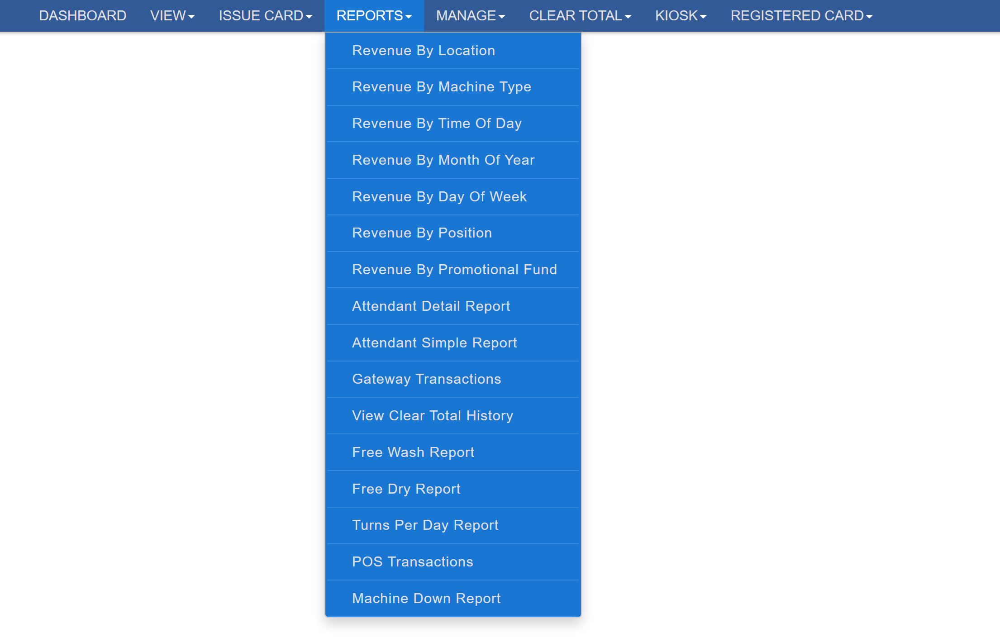 DASHBOARD VIEW ISSUE CARD REPORTS MANAGE CLEAR TOTAL KIOSK REGISTERED CARD
Revenue By Location
Revenue By Machine Type
Revenue By Time Of Day
Revenue By Month Of Year
Revenue By Day Of Week
Revenue By Position
Revenue By Promotional Fund
Attendant Detail Report
Attendant Simple Report
Gateway Transactions
View Clear Total History
Free Wash Report
Free Dry Report
Turns Per Day Report
POS Transactions
Machine Down Report